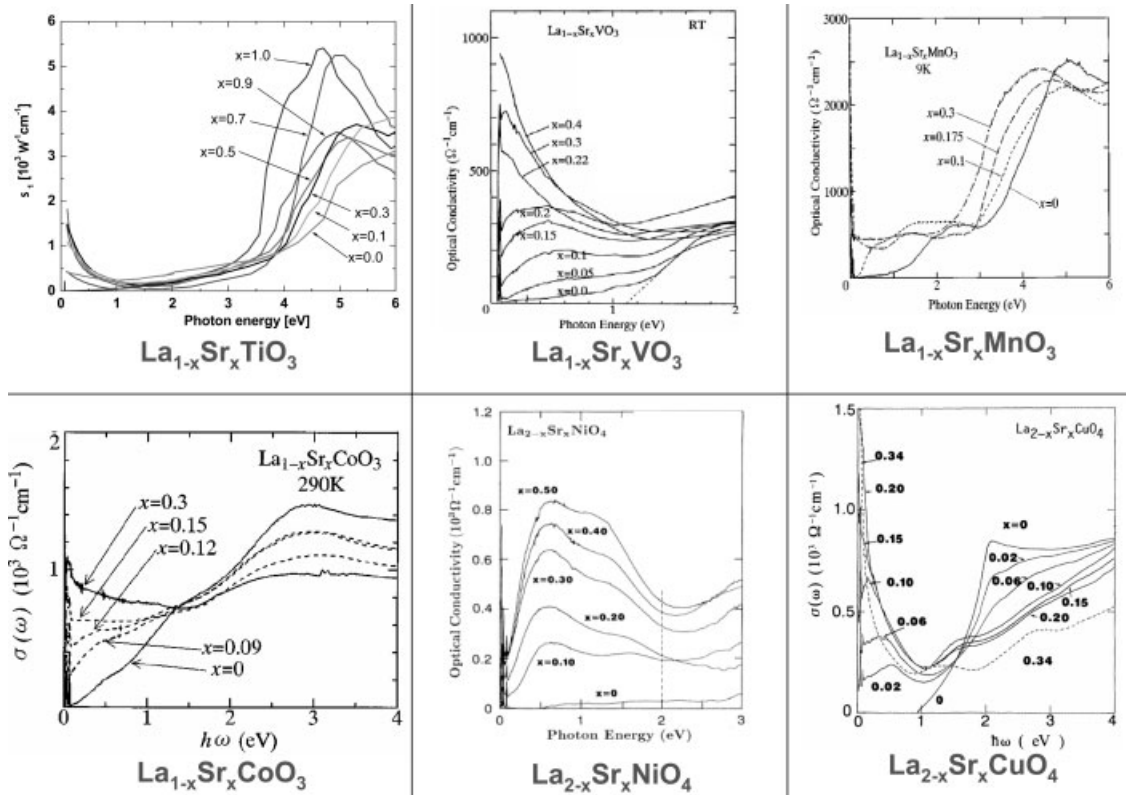 x=1.0
x=0.9
x=0.7
x=0.5
x=0.3
x=0.1
x=0.0
s₁ [10³ W⁻¹cm⁻¹]
6
5
4
3
2
1
0
0 1 2 3 4 5 6
Photon energy [eV]
La₁₋ₓSrₓTiO₃
La₁₋ₓSrₓVO₃ RT
Optical Conductivity (Ω⁻¹cm⁻¹)
1000
500
0
x=0.4
x=0.3
x=0.22
x=0.2
x=0.15
x=0.1
x=0.05
x=0.0
0 1 2
Photon Energy (eV)
La₁₋ₓSrₓVO₃
La₁₋ₓSrₓMnO₃
9K
Optical Conductivity (Ω⁻¹cm⁻¹)
3000
2000
1000
0
x=0.3
x=0.175
x=0.1
x=0
0 2 4 6
Photon Energy (eV)
La₁₋ₓSrₓMnO₃
La₁₋ₓSrₓCoO₃
290K
σ(ω) (10³ Ω⁻¹cm⁻¹)
2
1
0
x=0.3
x=0.15
x=0.12
x=0.09
x=0
0 1 2 3 4
ħω (eV)
La₁₋ₓSrₓCoO₃
La₂₋ₓSrₓNiO₄
Optical Conductivity (10³Ω⁻¹cm⁻¹)
1.2
1.0
0.8
0.6
0.4
0.2
0
x=0.50
x=0.40
x=0.30
x=0.20
x=0.10
x=0
0 1 2 3
Photon Energy (eV)
La₂₋ₓSrₓNiO₄
La₂₋ₓSrₓCuO₄
σ(ω) (10³ Ω⁻¹cm⁻¹)
1.5
1.0
0.5
0
0.34
0.20
0.15
0.10
0.06
0.02
x=0
0.02
0.06
0.10
0.15
0.20
0.34
0
0 1 2 3 4
ħω ( eV )
La₂₋ₓSrₓCuO₄